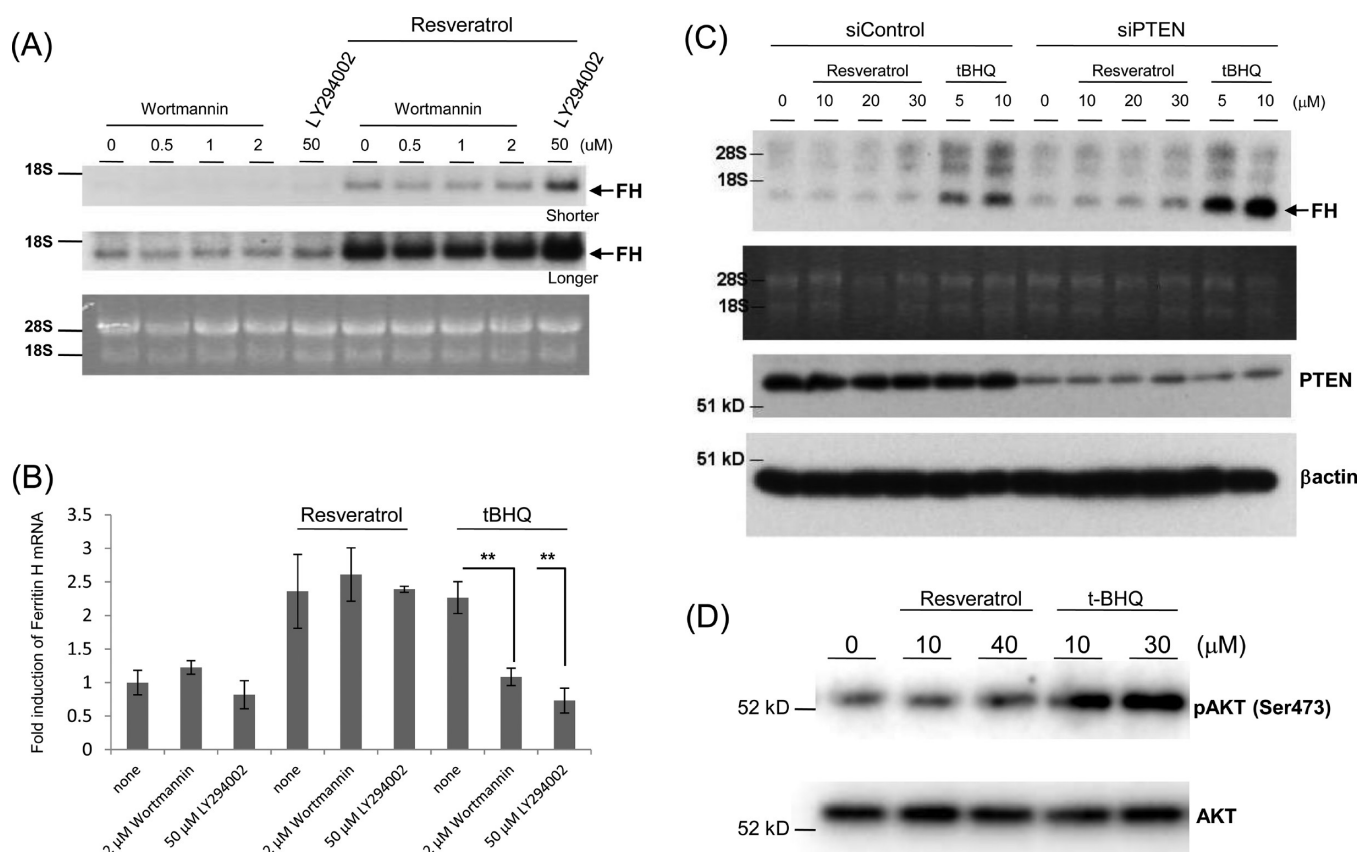 (A)
Resveratrol
Wortmannin
LY294002
Wortmannin
LY294002
0 0.5 1 2 50 0 0.5 1 2 50 (uM)
18S
FH
Shorter
18S
FH
Longer
28S
18S
(B)
Fold induction of Ferritin H mRNA
3.5
3
2.5
2
1.5
1
0.5
0
Resveratrol
tBHQ
**
**
none
2 µM Wortmannin
50 µM LY294002
none
2 µM Wortmannin
50 µM LY294002
none
2 µM Wortmannin
50 µM LY294002
(C)
siControl
siPTEN
Resveratrol
tBHQ
Resveratrol
tBHQ
0 10 20 30 5 10 0 10 20 30 5 10 (µM)
28S
18S
FH
28S
18S
PTEN
51 kD
51 kD
βactin
(D)
Resveratrol
t-BHQ
0 10 40 10 30 (µM)
52 kD
pAKT (Ser473)
AKT
52 kD